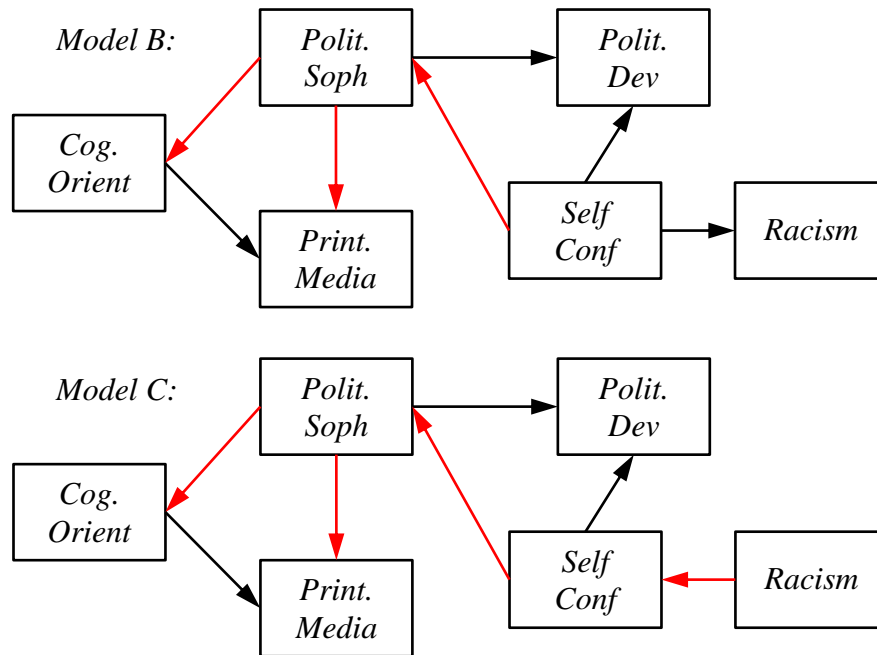 Model B:
Polit.
Soph
Polit.
Dev
Cog.
Orient
Print.
Media
Self
Conf
Racism
Model C:
Polit.
Soph
Polit.
Dev
Cog.
Orient
Print.
Media
Self
Conf
Racism